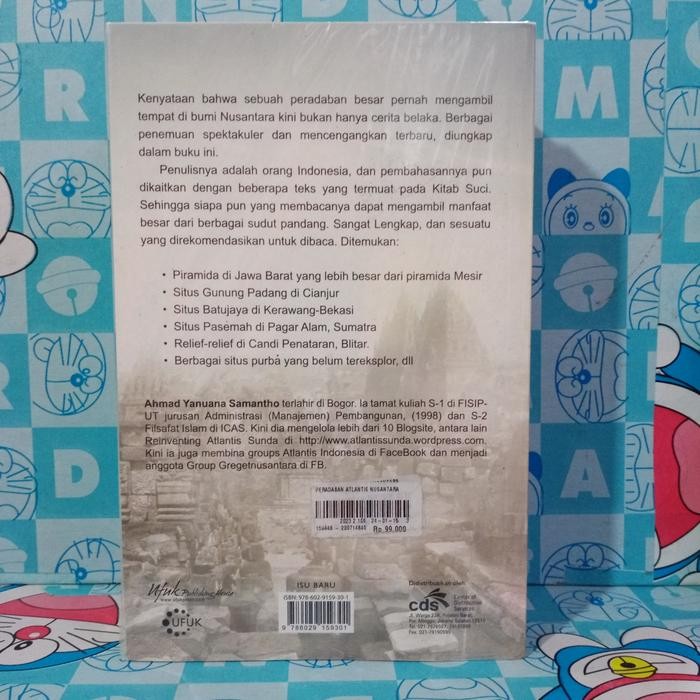 Kenyataan bahwa sebuah peradaban besar pernah mengambil
tempat di bumi Nusantara kini bukan hanya cerita belaka. Berbagai
penemuan spektakuler dan mencengangkan terbaru, diungkap
dalam buku ini.
Penulisnya adalah orang Indonesia, dan pembahasannya pun
dikaitkan dengan beberapa teks yang termuat pada Kitab Suci.
Sehingga siapa pun yang membacanya dapat mengambil manfaat
besar dari berbagai sudut pandang. Sangat Lengkap, dan sesuatu
yang direkomendasikan untuk dibaca. Ditemukan:
• Piramida di Jawa Barat yang lebih besar dari piramida Mesir
• Situs Gunung Padang di Cianjur
• Situs Batujaya di Kerawang-Bekasi
• Situs Pasemah di Pagar Alam, Sumatra
• Relief-relief di Candi Penataran, Blitar.
• Berbagai situs purba yang belum tereksplor, dll
Ahmad Yanuana Samantho terlahir di Bogor. Ia tamat kuliah S-1 di FISIP-
UT jurusan Administrasi (Manajemen) Pembangunan, (1998) dan S-2
Filsafat Islam di ICAS. Kini dia mengelola lebih dari 10 Blogsite, antara lain
Reinventing Atlantis Sunda di http://www.atlantissunda.wordpress.com.
Kini ia juga membina groups Atlantis Indonesia di FaceBook dan menjadi
anggota Group Gregetnusantara di FB.
PERADABAN ATLANTIS NUSANTARA
Rp 99,000
Ufuk Publishing House
UFUK
ISU BARU
ISBN: 978-602-9159-30-1
9 786029 159301
Didistribusikan oleh:
cds
Center of
Distribution
Services
R
M
D
A